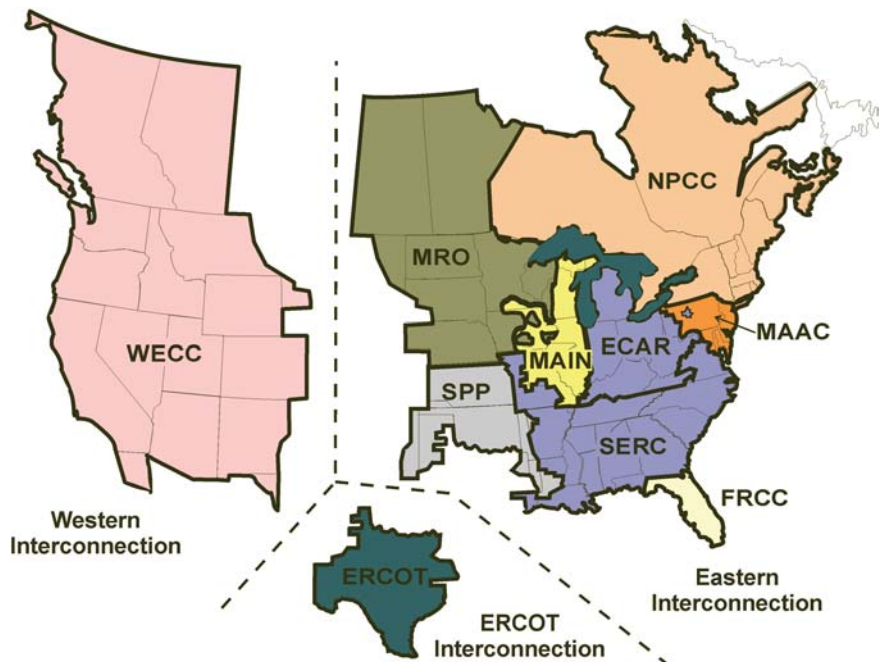 NPCC
MRO
MAAC
WECC
MAIN
ECAR
SPP
SERC
FRCC
Western
Interconnection
ERCOT
Eastern
Interconnection
ERCOT
Interconnection